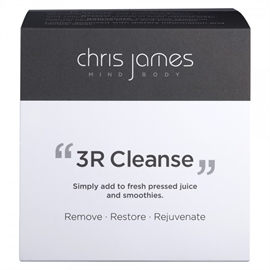 chris james
MIND BODY
“ 3R Cleanse „
Simply add to fresh pressed juice
and smoothies.
Remove · Restore · Rejuvenate